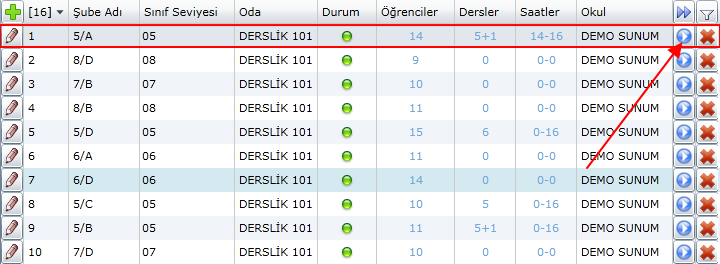 [16] Şube Adı Sınıf Seviyesi Oda Durum Öğrenciler Dersler Saatler Okul
1 5/A 05 DERSLİK 101 14 5+1 14-16 DEMO SUNUM
2 8/D 08 DERSLİK 101 9 0 0-0 DEMO SUNUM
3 7/B 07 DERSLİK 101 10 0 0-0 DEMO SUNUM
4 8/B 08 DERSLİK 101 11 0 0-0 DEMO SUNUM
5 5/D 05 DERSLİK 101 15 6 0-16 DEMO SUNUM
6 6/A 06 DERSLİK 101 11 0 0-0 DEMO SUNUM
7 6/D 06 DERSLİK 101 14 0 0-0 DEMO SUNUM
8 5/C 05 DERSLİK 101 10 5 0-16 DEMO SUNUM
9 5/B 05 DERSLİK 101 11 5+1 0-16 DEMO SUNUM
10 7/D 07 DERSLİK 101 10 0 0-0 DEMO SUNUM